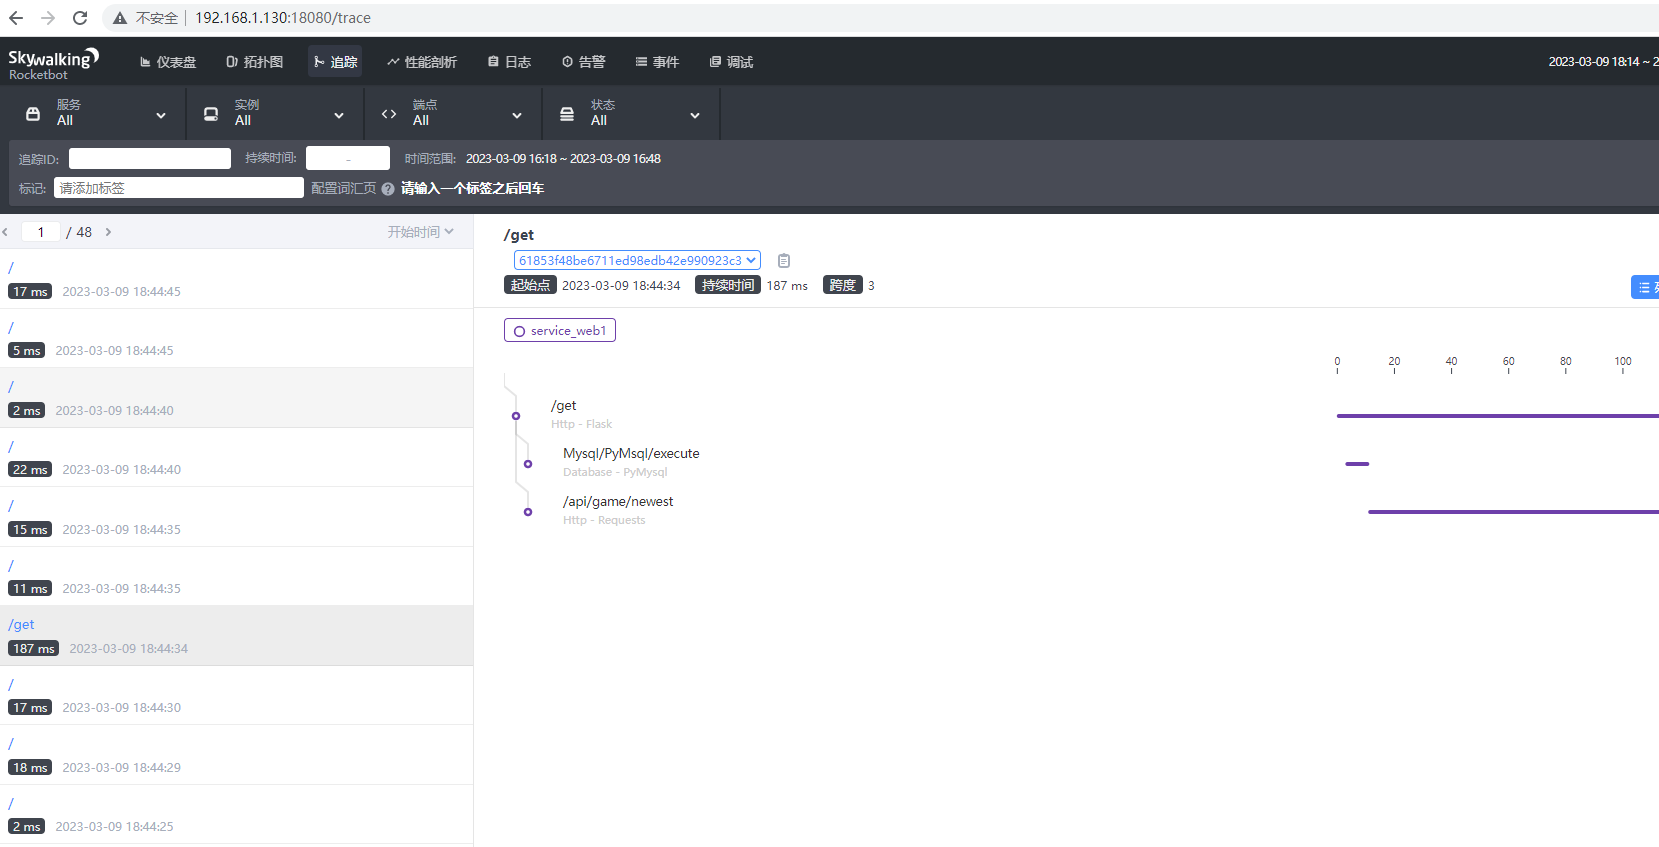 不安全 192.168.1.130:18080/trace
Skywalking
Rocketbot
仪表盘 拓扑图 追踪 性能剖析 日志 告警 事件 调试
2023-03-09 18:14 ~ 2
服务 All
实例 All
端点 All
状态 All
追踪ID: 持续时间: - 时间范围: 2023-03-09 16:18 ~ 2023-03-09 16:48
标记: 请添加标签 配置词汇页 ? 请输入一个标签之后回车
1 / 48 开始时间
/
17 ms 2023-03-09 18:44:45
/
5 ms 2023-03-09 18:44:45
/
2 ms 2023-03-09 18:44:40
/
22 ms 2023-03-09 18:44:40
/
15 ms 2023-03-09 18:44:35
/
11 ms 2023-03-09 18:44:35
/get
187 ms 2023-03-09 18:44:34
/
17 ms 2023-03-09 18:44:30
/
18 ms 2023-03-09 18:44:29
/
2 ms 2023-03-09 18:44:25
/get
61853f48be6711ed98edb42e990923c3
起始点 2023-03-09 18:44:34 持续时间 187 ms 跨度 3
service_web1
0 20 40 60 80 100
/get
Http - Flask
Mysql/PyMsql/execute
Database - PyMysql
/api/game/newest
Http - Requests